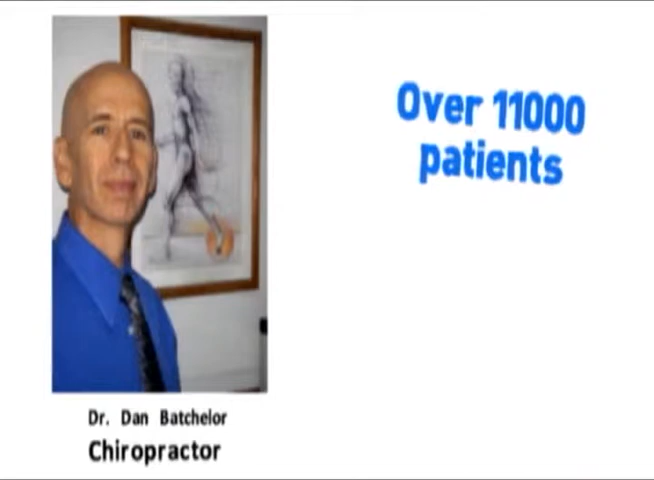 Over 11000
patients
Dr. Dan Batchelor
Chiropractor